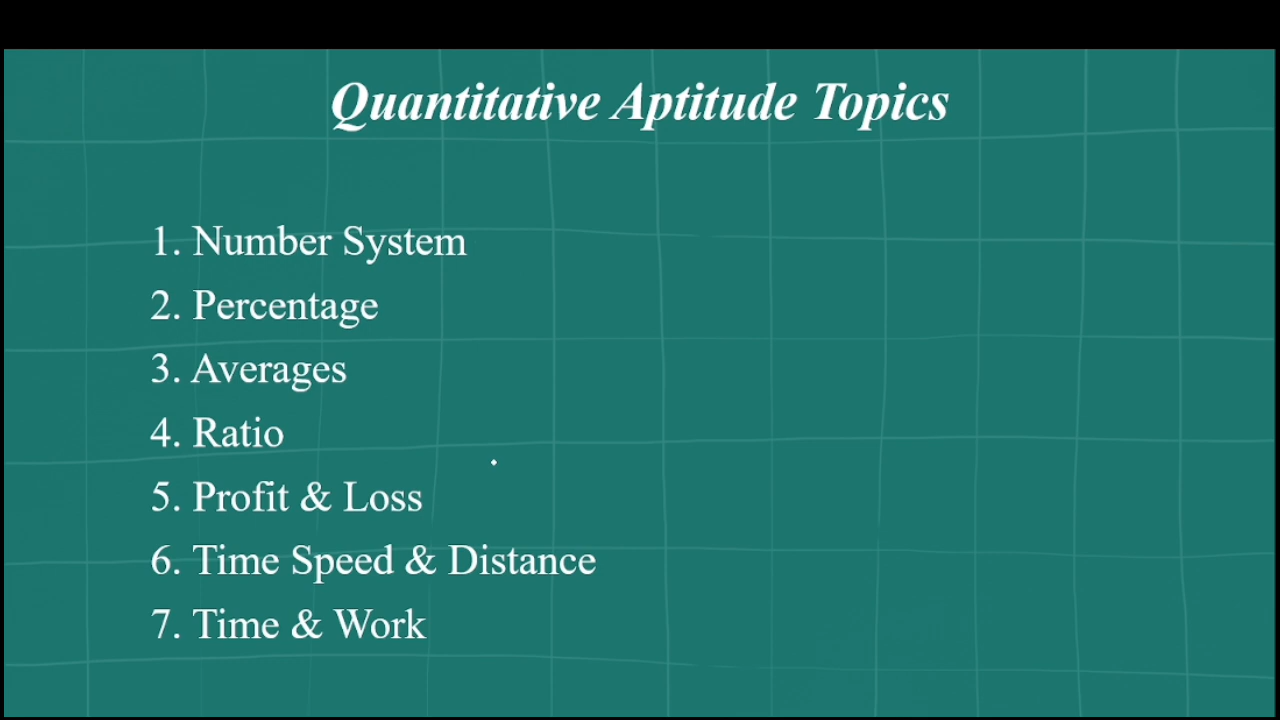 Quantitative Aptitude Topics
1. Number System
2. Percentage
3. Averages
4. Ratio
5. Profit & Loss
6. Time Speed & Distance
7. Time & Work